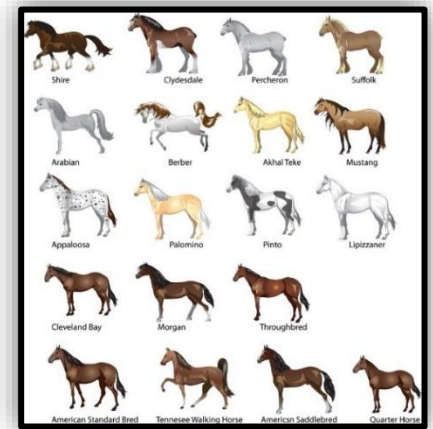 Shire Clydesdale Percheron Suffolk
Arabian Berber Akhal Teke Mustang
Appaloosa Palomino Pinto Lipizzaner
Cleveland Bay Morgan Throughbred
American Standard Bred Tennesee Walking Horse Americsn Saddlebred Quarter Horse